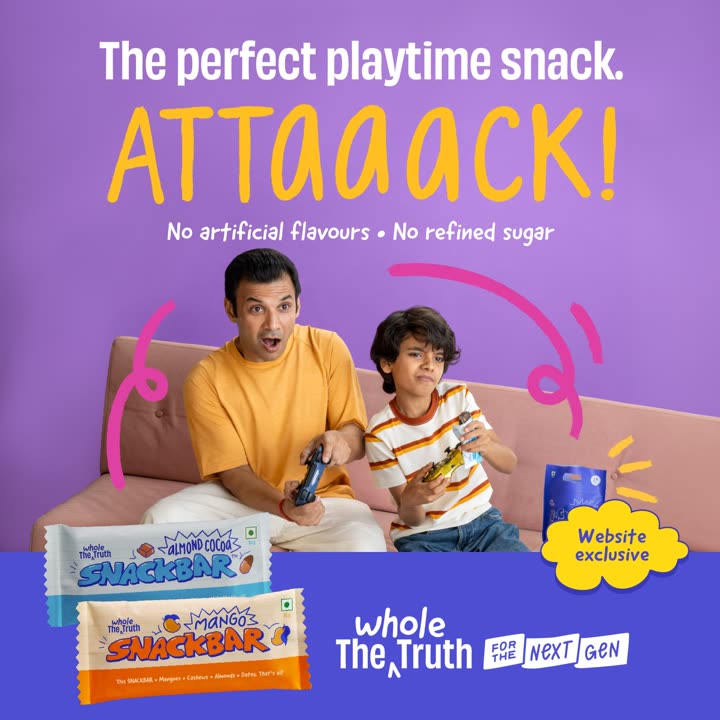 The perfect playtime snack.
ATTaaaCK!
No artificial flavours • No refined sugar
Website
exclusive
whole
The Truth
ALMOND COCOA
SNACKBAR
whole
The Truth
MANGO
SNACKBAR
This SNACKBAR = Mangoes + Cashews + Almonds + Dates. That's it!
whole
The Truth
FOR
THE
NEXT
GEN